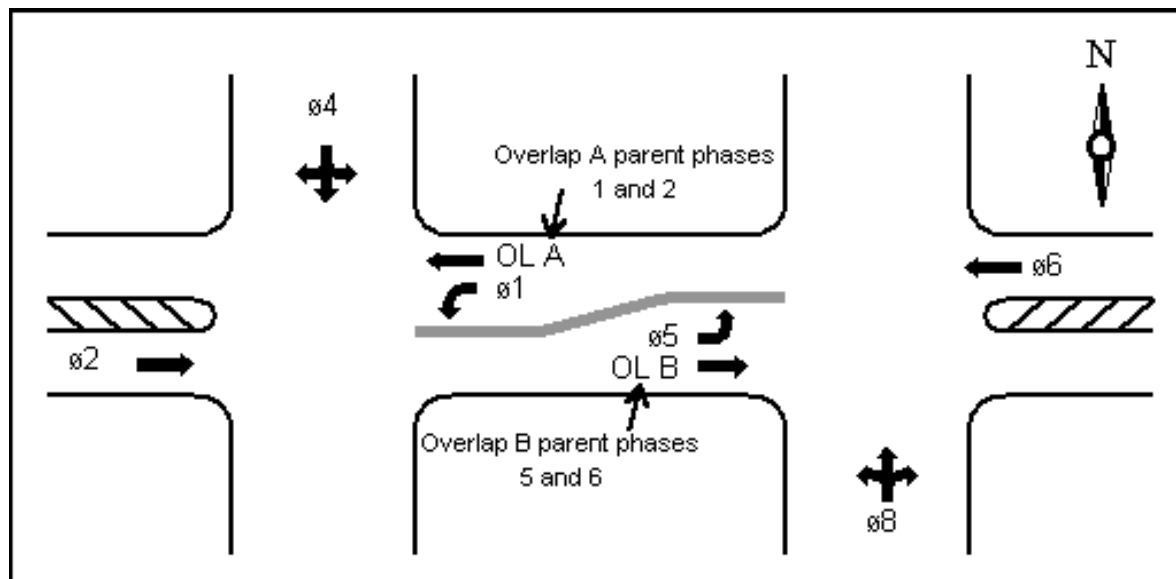 N
ø4
Overlap A parent phases
1 and 2
OL A
ø6
ø1
ø5
ø2
OL B
Overlap B parent phases
5 and 6
ø8